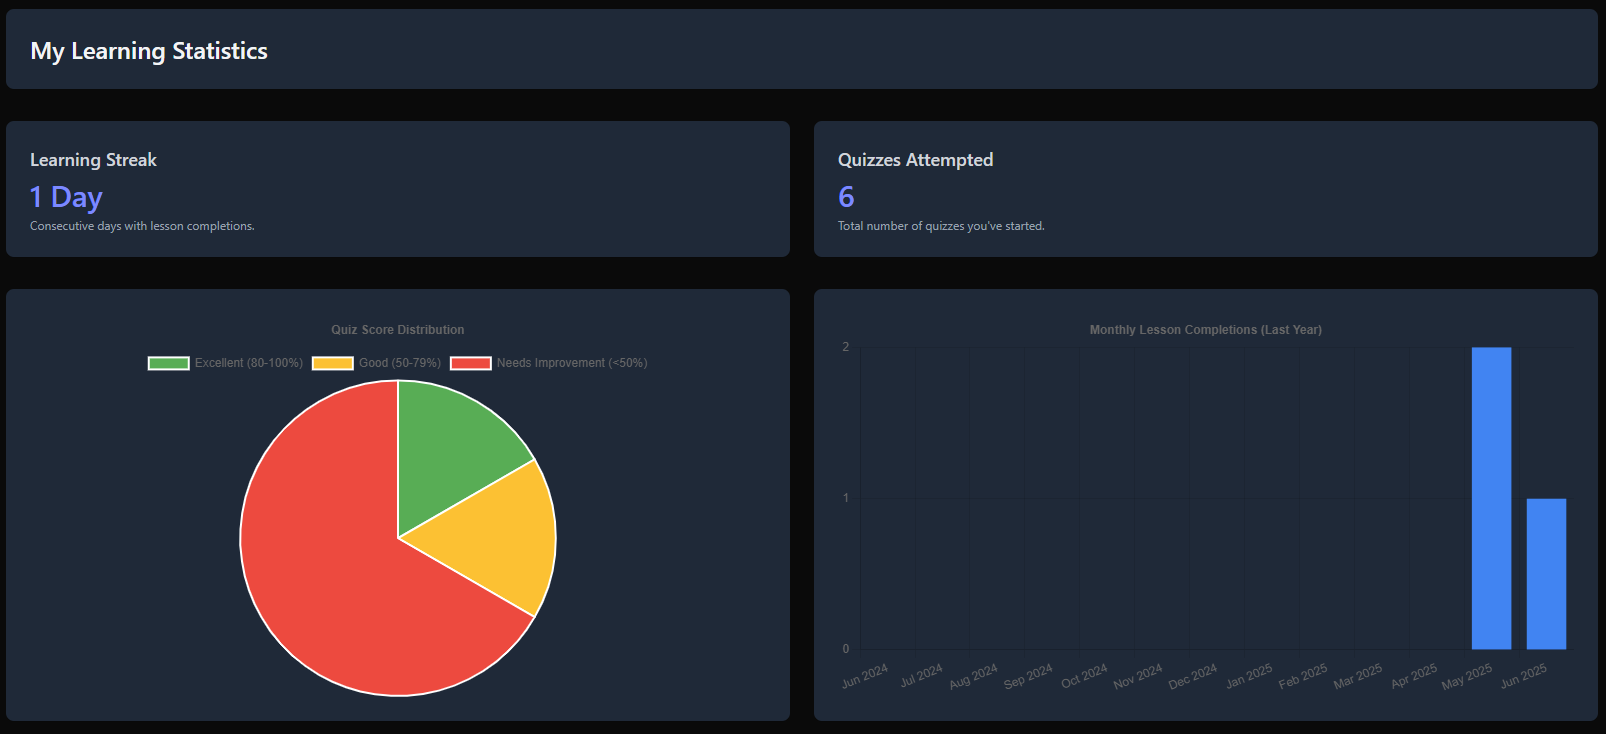 My Learning Statistics
Learning Streak
1 Day
Consecutive days with lesson completions.
Quizzes Attempted
6
Total number of quizzes you've started.
Quiz Score Distribution
Excellent (80-100%) Good (50-79%) Needs Improvement (<50%)
Monthly Lesson Completions (Last Year)
2
1
0
Jun 2024 Jul 2024 Aug 2024 Sep 2024 Oct 2024 Nov 2024 Dec 2024 Jan 2025 Feb 2025 Mar 2025 Apr 2025 May 2025 Jun 2025